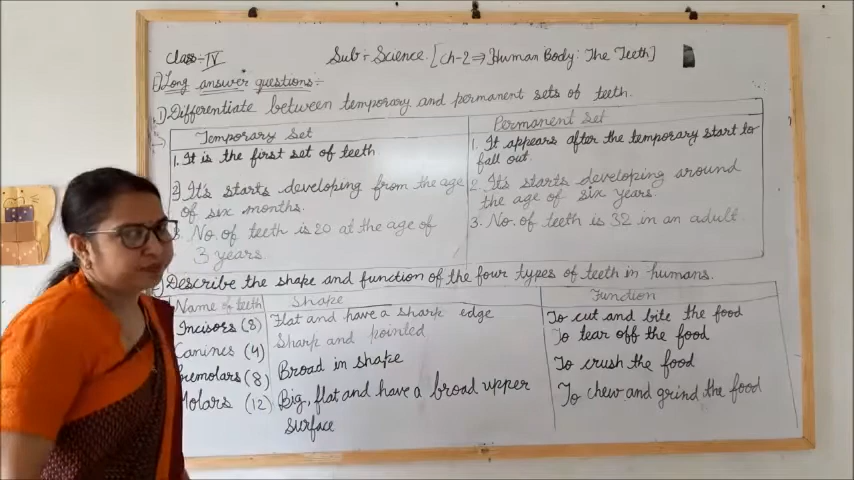 Class:- IV
Sub:- Science. [Ch-2⇒Human Body: The Teeth]
Long answer questions:-
1) Differentiate between temporary and permanent sets of teeth.
Temporary Set
1. It is the first set of teeth
2) It's starts developing from the age
of six months.
3. No. of teeth is 20 at the age of
3 years.
Permanent Set
1. It appears after the temporary start to
fall out.
2. It's starts developing around
the age of six years.
3. No. of teeth is 32 in an adult.
Describe the shape and function of the four types of teeth in humans.
Name of teeth Shape Function
Incisors (8) Flat and have a sharp edge To cut and bite the food
Canines (4) Sharp and pointed To tear off the food
Premolars (8) Broad in shape To crush the food
Molars (12) Big, flat and have a broad upper To chew and grind the food
surface